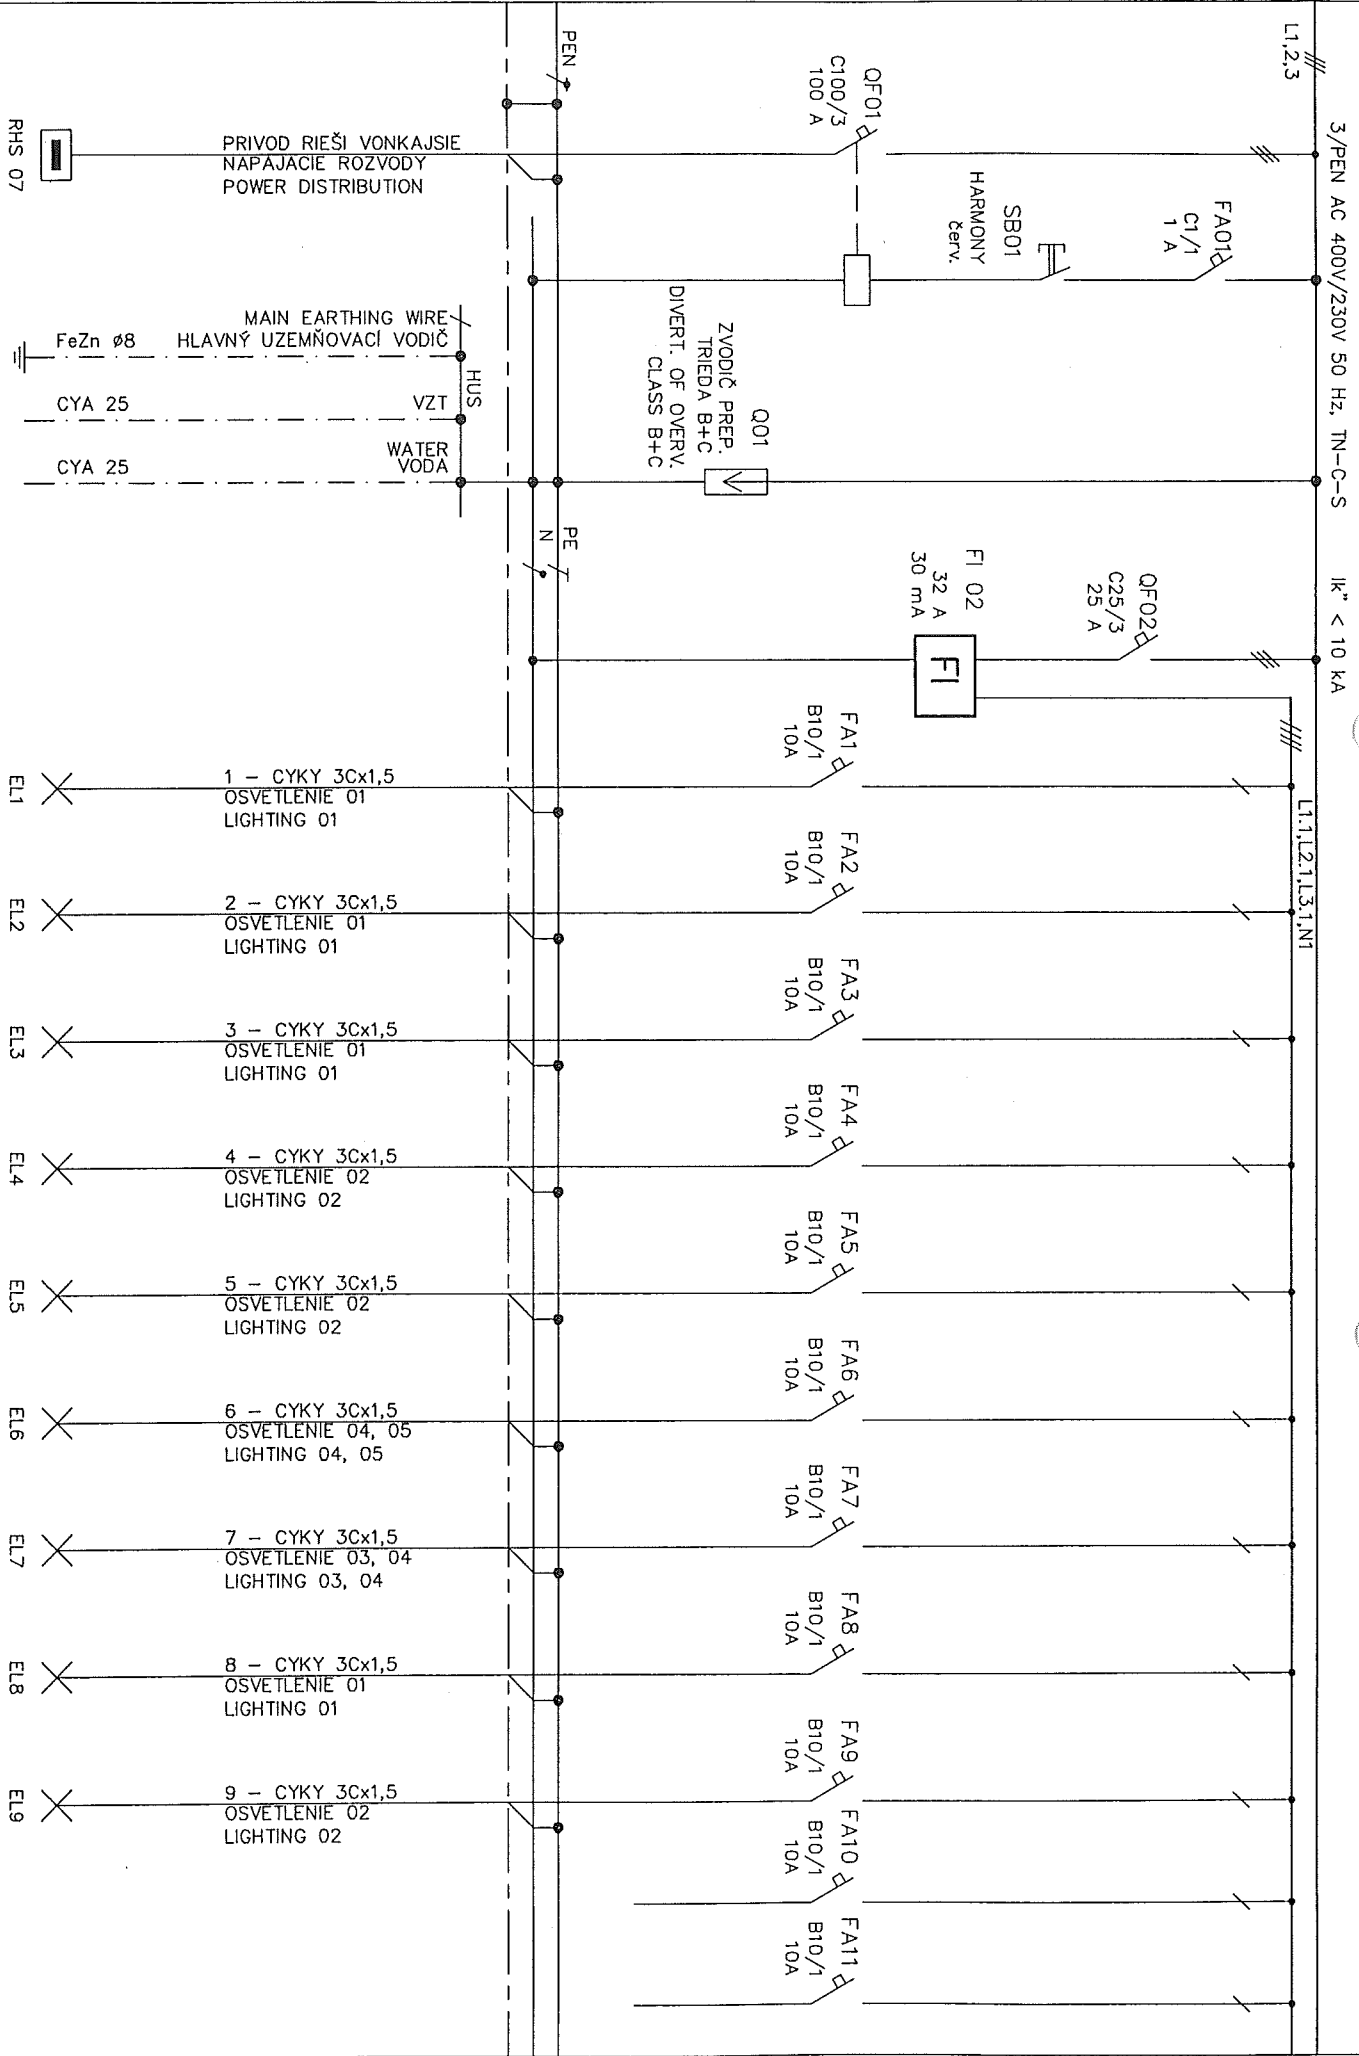 L1,2,3
3/PEN AC 400V/230V 50 Hz, TN-C-S
Ik" < 10 kA
PEN
QF01
C100/3
100 A
FA01
C1/1
1 A
SB01
HARMONY
červ.
RHS 07
PRIVOD RIEŠI VONKAJSIE
NAPÁJACIE ROZVODY
POWER DISTRIBUTION
MAIN EARTHING WIRE
HLAVNÝ UZEMŇOVACÍ VODIČ
FeZn ø8
HUS
CYA 25
VZT
CYA 25
WATER
VODA
Q01
ZVODIČ PREP.
TRIEDA B+C
DIVERT. OF OVERV.
CLASS B+C
PE
N
FI 02
32 A
30 mA
FI
QF02
C25/3
25 A
L1.1,L2.1,L3.1,N1
FA1
B10/1
10A
1 - CYKY 3Cx1,5
OSVETLENIE 01
LIGHTING 01
EL1
FA2
B10/1
10A
2 - CYKY 3Cx1,5
OSVETLENIE 01
LIGHTING 01
EL2
FA3
B10/1
10A
3 - CYKY 3Cx1,5
OSVETLENIE 01
LIGHTING 01
EL3
FA4
B10/1
10A
4 - CYKY 3Cx1,5
OSVETLENIE 02
LIGHTING 02
EL4
FA5
B10/1
10A
5 - CYKY 3Cx1,5
OSVETLENIE 02
LIGHTING 02
EL5
FA6
B10/1
10A
6 - CYKY 3Cx1,5
OSVETLENIE 04, 05
LIGHTING 04, 05
EL6
FA7
B10/1
10A
7 - CYKY 3Cx1,5
OSVETLENIE 03, 04
LIGHTING 03, 04
EL7
FA8
B10/1
10A
8 - CYKY 3Cx1,5
OSVETLENIE 01
LIGHTING 01
EL8
FA9
B10/1
10A
9 - CYKY 3Cx1,5
OSVETLENIE 02
LIGHTING 02
EL9
FA10
B10/1
10A
FA11
B10/1
10A